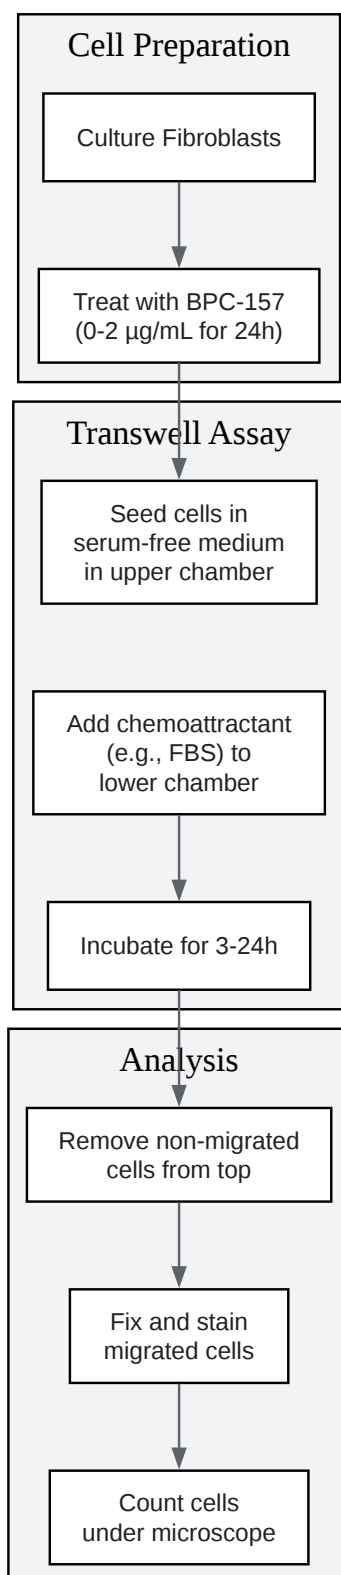 Cell Preparation
Culture Fibroblasts
Treat with BPC-157
(0-2 µg/mL for 24h)
Transwell Assay
Seed cells in
serum-free medium
in upper chamber
Add chemoattractant
(e.g., FBS) to
lower chamber
Incubate for 3-24h
Analysis
Remove non-migrated
cells from top
Fix and stain
migrated cells
Count cells
under microscope